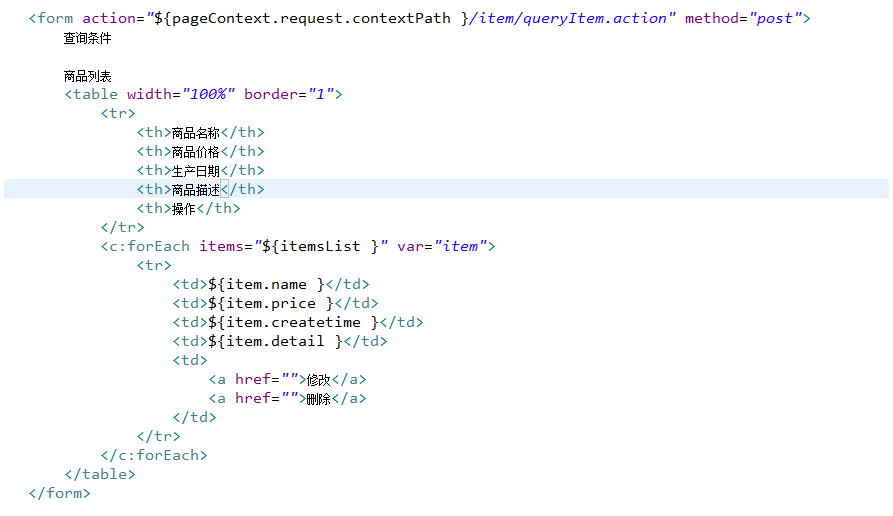 <form action="${pageContext.request.contextPath }/item/queryItem.action" method="post">
查询条件
商品列表
<table width="100%" border="1">
<tr>
<th>商品名称</th>
<th>商品价格</th>
<th>生产日期</th>
<th>商品描述</th>
<th>操作</th>
</tr>
<c:forEach items="${itemsList }" var="item">
<tr>
<td>${item.name }</td>
<td>${item.price }</td>
<td>${item.createtime }</td>
<td>${item.detail }</td>
<td>
<a href="">修改</a>
<a href="">删除</a>
</td>
</tr>
</c:forEach>
</table>
</form>